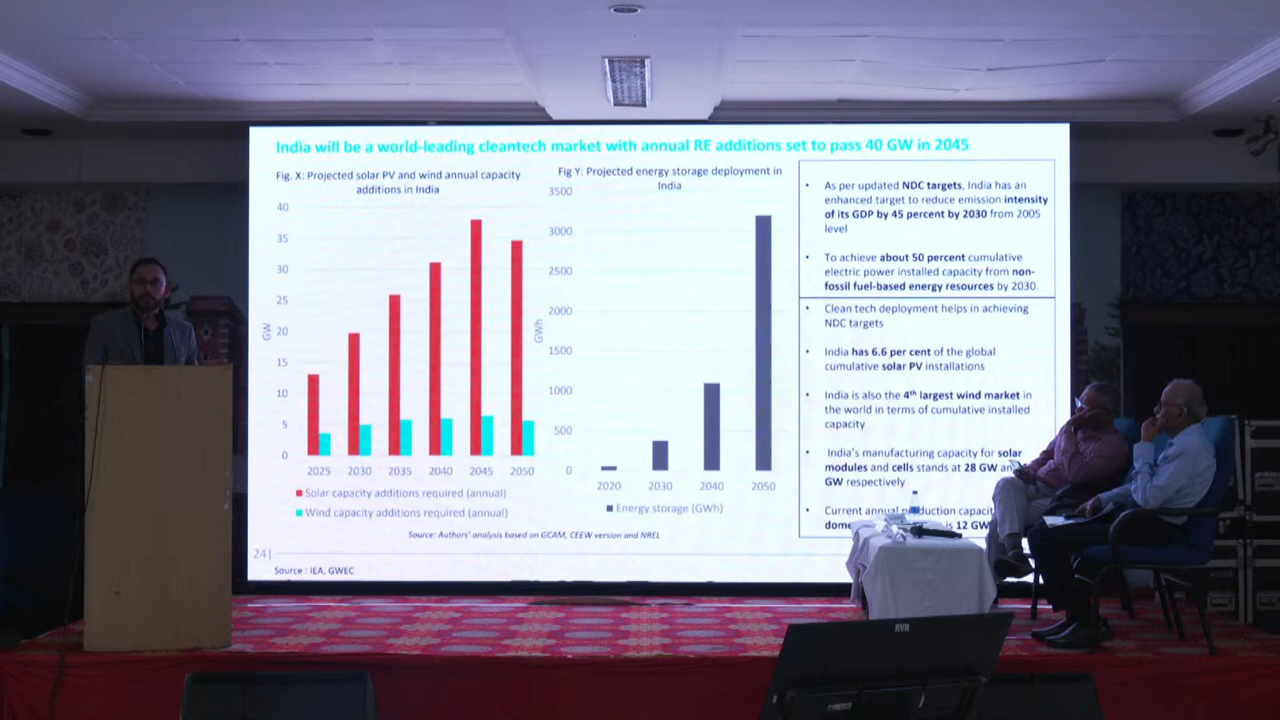 India will be a world-leading cleantech market with annual RE additions set to pass 40 GW in 2045
Fig. X: Projected solar PV and wind annual capacity
additions in India
40
35
30
25
20
15
10
5
0
GW
2025 2030 2035 2040 2045 2050
Solar capacity additions required (annual)
Wind capacity additions required (annual)
Fig Y: Projected energy storage deployment in
India
3500
3000
2500
2000
1500
1000
500
0
GWh
2020 2030 2040 2050
Energy storage (GWh)
Source: Authors' analysis based on GCAM, CEEW version and NREL
24|
Source : IEA, GWEC
• As per updated NDC targets, India has an
enhanced target to reduce emission intensity
of its GDP by 45 percent by 2030 from 2005
level
• To achieve about 50 percent cumulative
electric power installed capacity from non-
fossil fuel-based energy resources by 2030.
• Clean tech deployment helps in achieving
NDC targets
• India has 6.6 per cent of the global
cumulative solar PV installations
• India is also the 4th largest wind market in
the world in terms of cumulative installed
capacity
• India's manufacturing capacity for solar
modules and cells stands at 28 GW
GW respectively
• Current annual production
is 12 GW
RVR